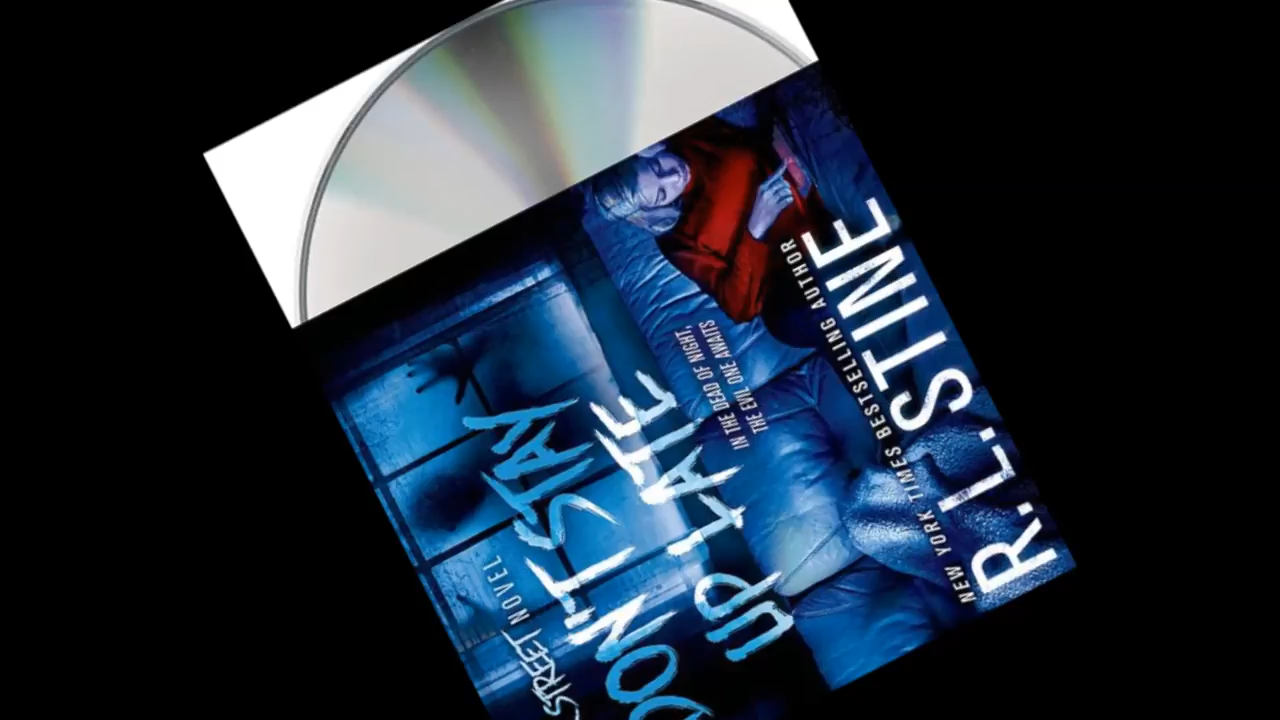 STREET NOVEL
DON'T STAY
UP LATE
IN THE DEAD OF NIGHT,
THE EVIL ONE AWAITS
NEW YORK TIMES BESTSELLING AUTHOR
R.L. STINE